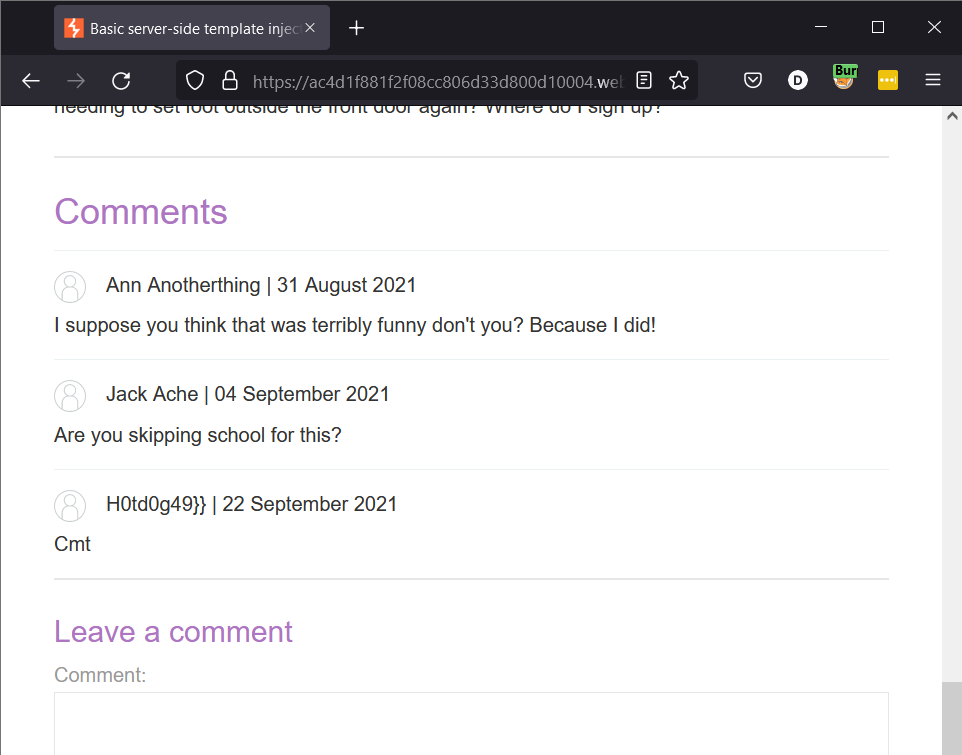 Basic server-side template injec
https://ac4d1f881f2f08cc806d33d800d10004.web
Bur
needing to set foot outside the front door again? Where do I sign up?
Comments
Ann Anotherthing | 31 August 2021
I suppose you think that was terribly funny don't you? Because I did!
Jack Ache | 04 September 2021
Are you skipping school for this?
H0td0g49}} | 22 September 2021
Cmt
Leave a comment
Comment: